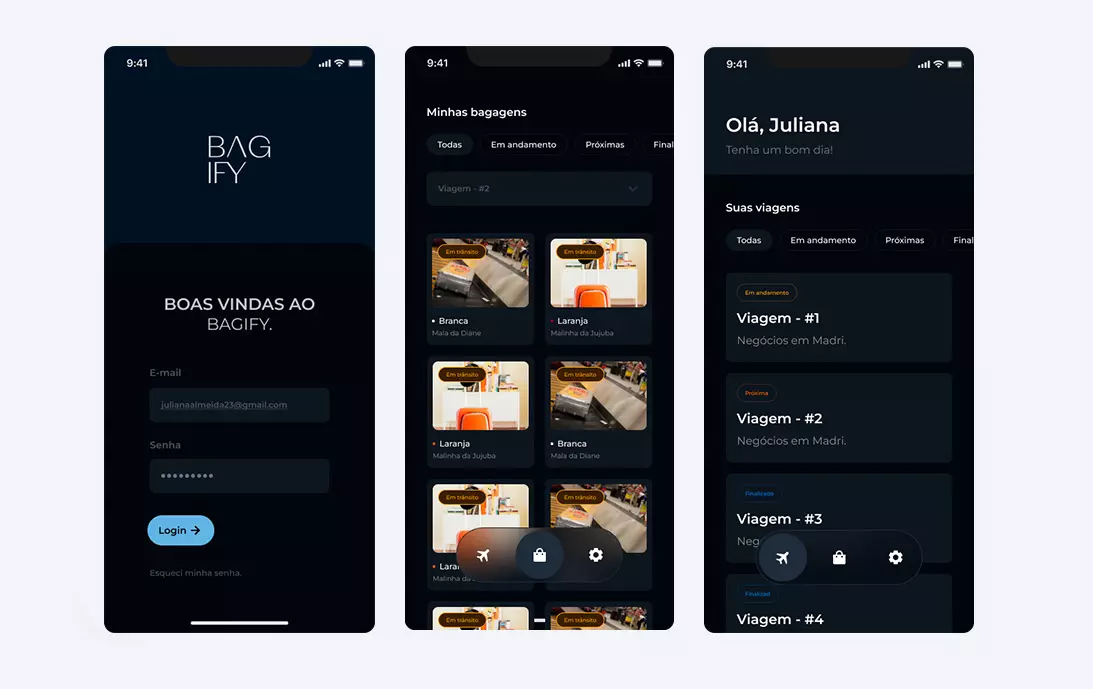 9:41
BAG
IFY
BOAS VINDAS AO
BAGIFY.
E-mail
julianaalmeida23@gmail.com
Senha
Login
Esqueci minha senha.
9:41
Minhas bagagens
Todas Em andamento Próximas Final
Viagem - #2
Em trânsito Em trânsito
Branca Laranja
Mala da Diane Malinha da Jujuba
Em trânsito Em trânsito
Laranja Branca
Malinha da Jujuba Mala da Diane
Em trânsito Em trânsito
Laran
Malinha da
Em trânsito Em trânsito
9:41
Olá, Juliana
Tenha um bom dia!
Suas viagens
Todas Em andamento Próximas Final
Em andamento
Viagem - #1
Negócios em Madri.
Próxima
Viagem - #2
Negócios em Madri.
Finalizada
Viagem - #3
Neg
Finalizad
Viagem - #4